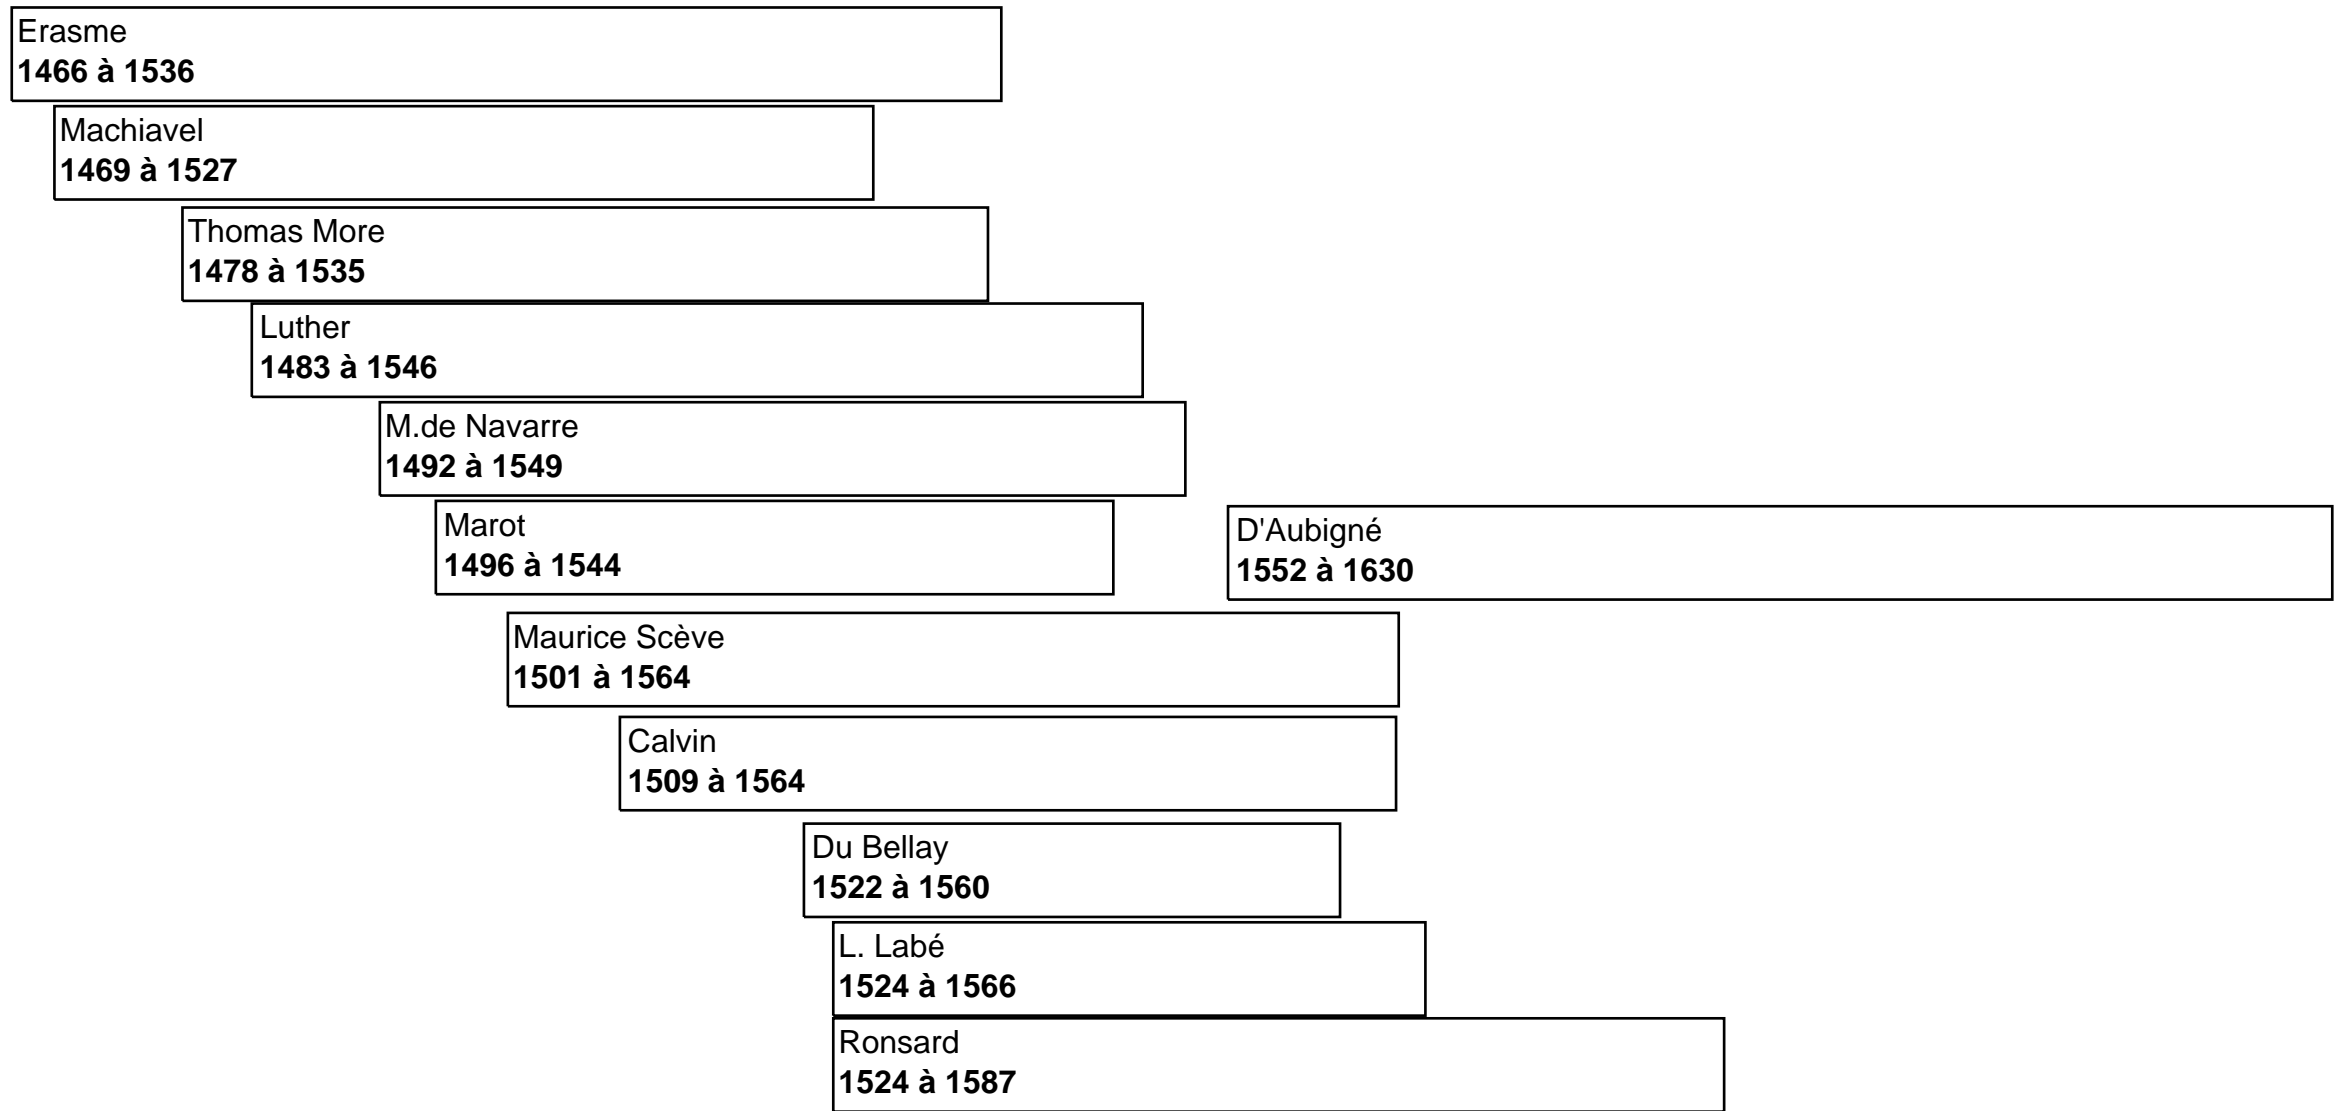 Erasme
1466 à 1536
Machiavel
1469 à 1527
Thomas More
1478 à 1535
Luther
1483 à 1546
M.de Navarre
1492 à 1549
Marot
1496 à 1544
D'Aubigné
1552 à 1630
Maurice Scève
1501 à 1564
Calvin
1509 à 1564
Du Bellay
1522 à 1560
L. Labé
1524 à 1566
Ronsard
1524 à 1587